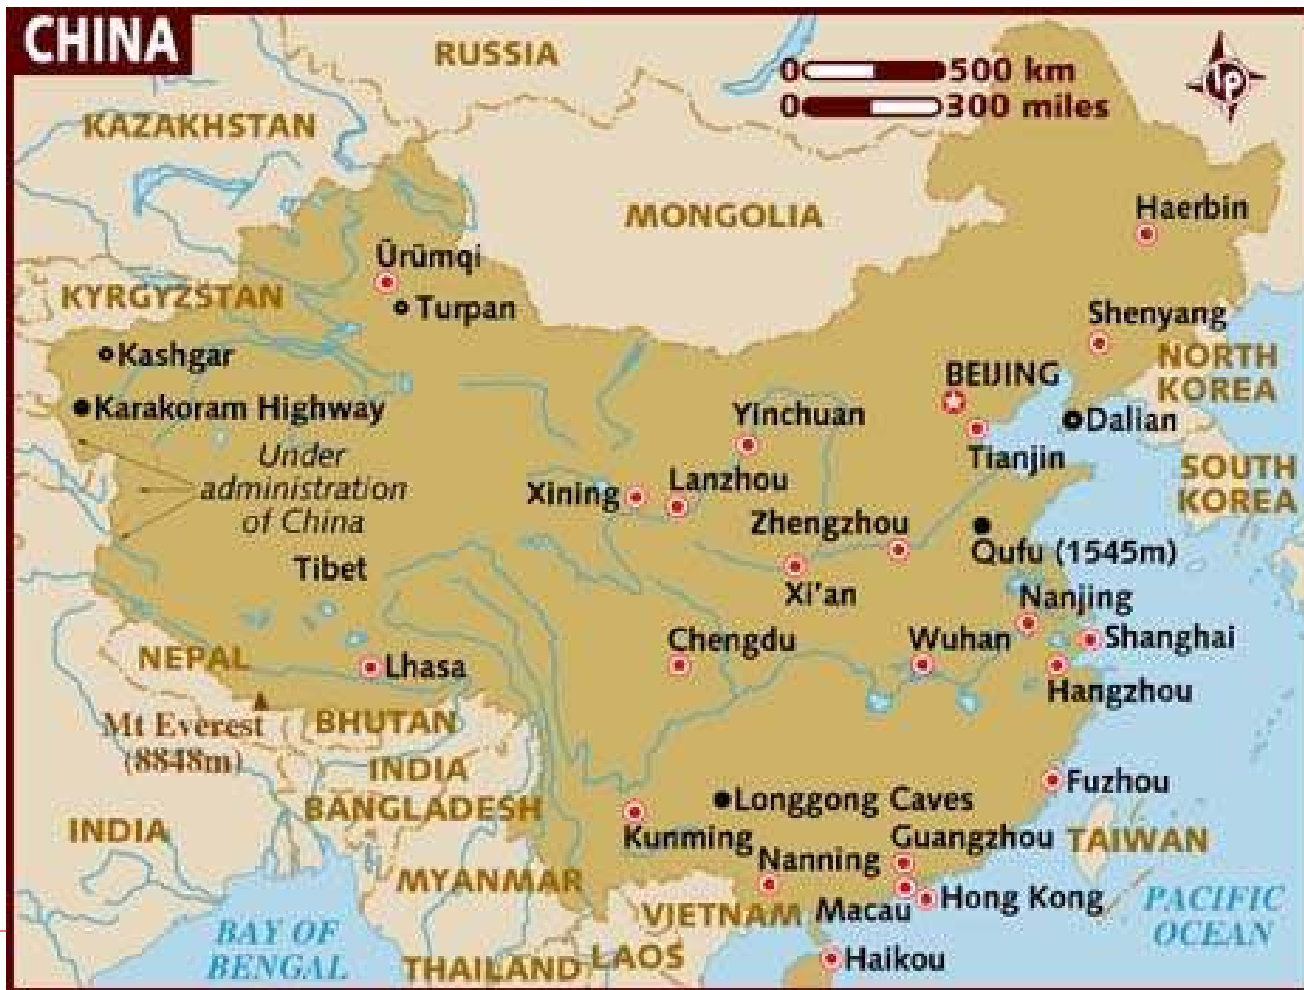 CHINA
RUSSIA
0 500 km
0 300 miles
LP
KAZAKHSTAN
MONGOLIA
Haerbin
Ürümqi
KYRGYZSTAN
Turpan
Shenyang
Kashgar
NORTH
KOREA
BEIJING
Karakoram Highway
Yinchuan
Dalian
Tianjin
Under
administration
of China
SOUTH
KOREA
Xining
Lanzhou
Zhengzhou
Qufu (1545m)
Tibet
Xi'an
Nanjing
Chengdu
Wuhan
Shanghai
NEPAL
Lhasa
Hangzhou
Mt Everest
(8848m)
BHUTAN
INDIA
Fuzhou
BANGLADESH
Longgong Caves
INDIA
Kunming
Guangzhou
TAIWAN
Nanning
MYANMAR
Hong Kong
VIETNAM
Macau
PACIFIC
OCEAN
BAY OF
BENGAL
THAILAND
LAOS
Haikou